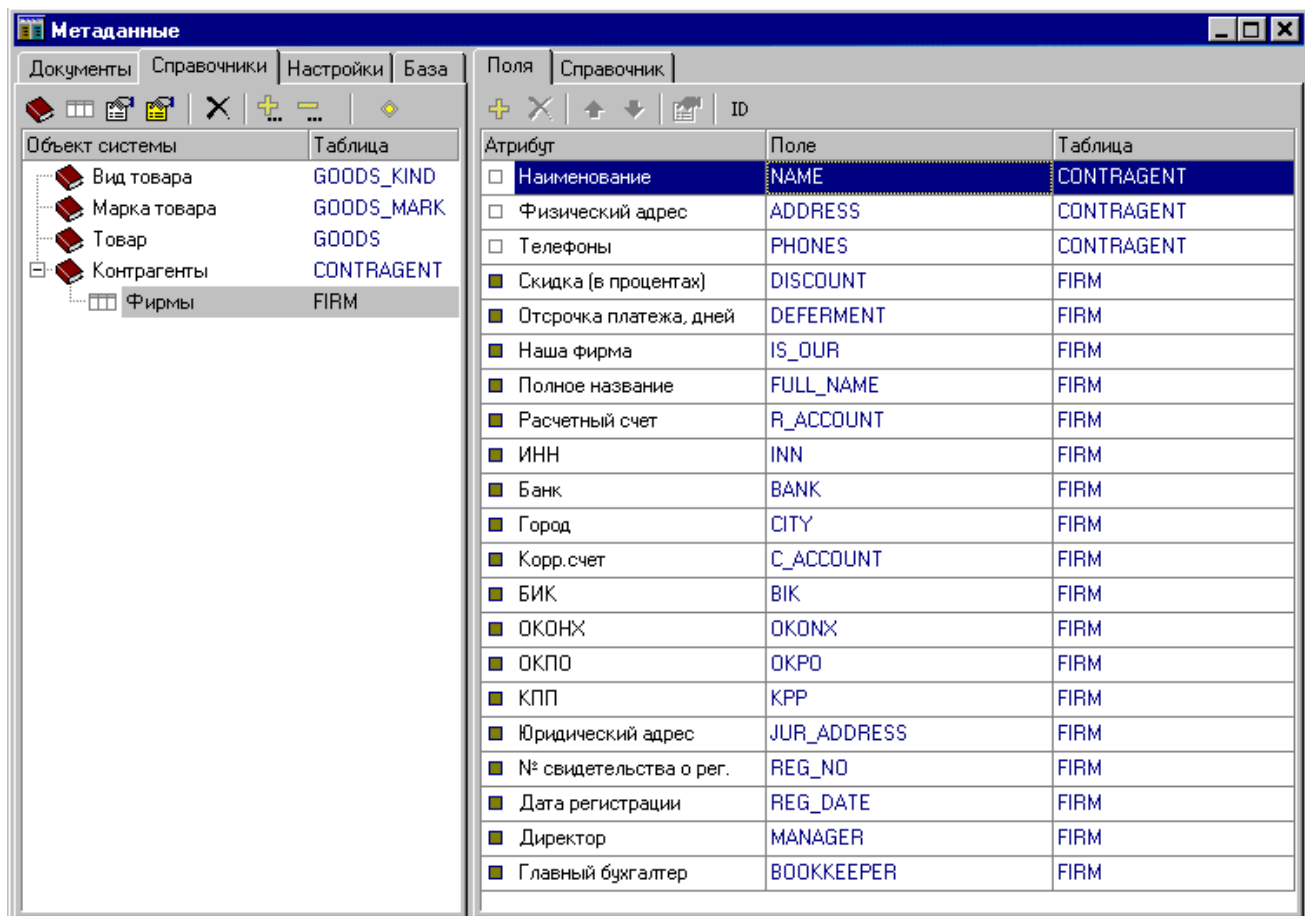 Метаданные
Документы Справочники Настройки База
Поля Справочник
ID
Объект системы Таблица
Вид товара GOODS_KIND
Марка товара GOODS_MARK
Товар GOODS
Контрагенты CONTRAGENT
Фирмы FIRM
Атрибут Поле Таблица
Наименование NAME CONTRAGENT
Физический адрес ADDRESS CONTRAGENT
Телефоны PHONES CONTRAGENT
Скидка (в процентах) DISCOUNT FIRM
Отсрочка платежа, дней DEFERMENT FIRM
Наша фирма IS_OUR FIRM
Полное название FULL_NAME FIRM
Расчетный счет R_ACCOUNT FIRM
ИНН INN FIRM
Банк BANK FIRM
Город CITY FIRM
Корр.счет C_ACCOUNT FIRM
БИК BIK FIRM
ОКОНХ OKONX FIRM
ОКПО OKPO FIRM
КПП KPP FIRM
Юридический адрес JUR_ADDRESS FIRM
№ свидетельства о рег. REG_NO FIRM
Дата регистрации REG_DATE FIRM
Директор MANAGER FIRM
Главный бухгалтер BOOKKEEPER FIRM